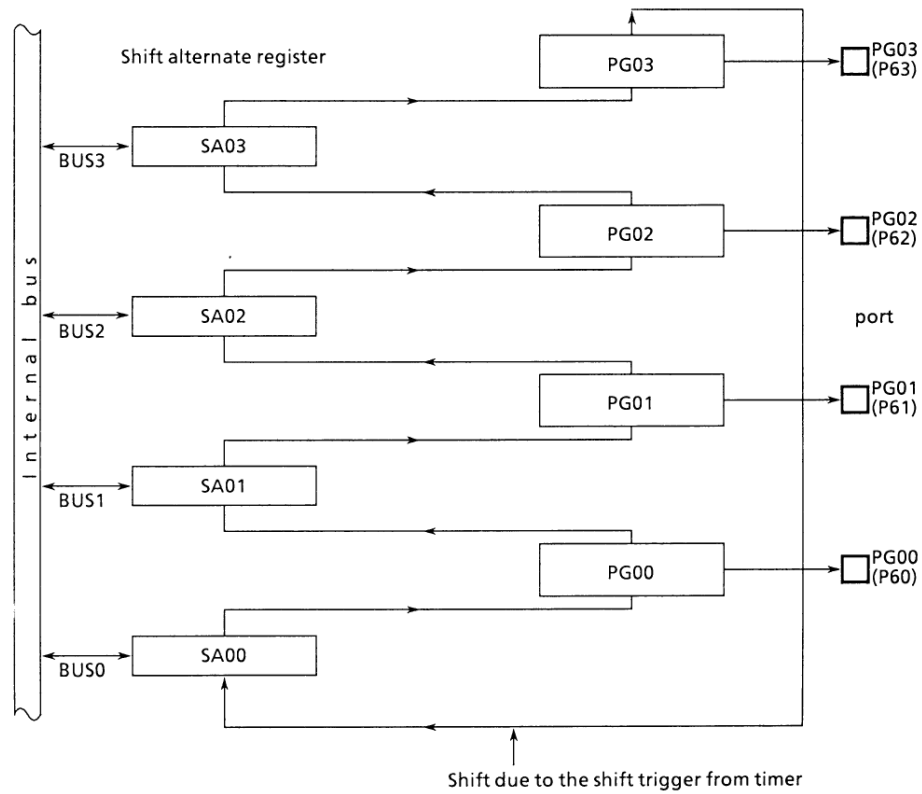 Shift alternate register
PG03
PG03
(P63)
SA03
BUS3
PG02
PG02
(P62)
SA02
BUS2
port
Internal bus
PG01
PG01
(P61)
SA01
BUS1
PG00
PG00
(P60)
SA00
BUS0
Shift due to the shift trigger from timer